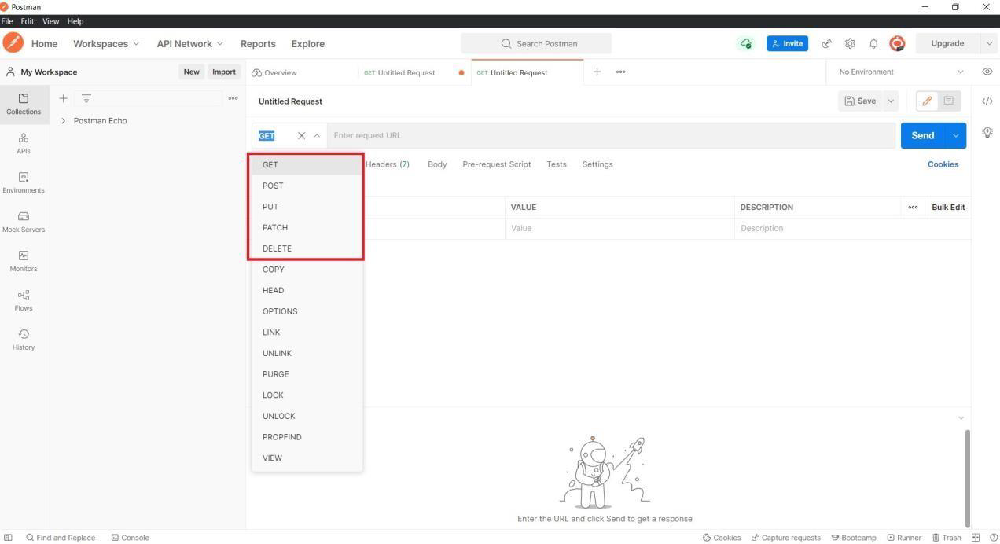 Postman
File Edit View Help
Home Workspaces API Network Reports Explore Search Postman Invite Upgrade
My Workspace New Import Overview GET Untitled Request GET Untitled Request No Environment
Collections
Postman Echo
Untitled Request Save
GET Enter request URL Send
APIs
GET Headers (7) Body Pre-request Script Tests Settings Cookies
Environments
POST
PUT VALUE DESCRIPTION Bulk Edit
Mock Servers
PATCH Value Description
DELETE
Monitors
COPY
HEAD
Flows
OPTIONS
LINK
History
UNLINK
PURGE
LOCK
UNLOCK
PROPFIND
VIEW
Enter the URL and click Send to get a response
Find and Replace Console Cookies Capture requests Bootcamp Runner Trash